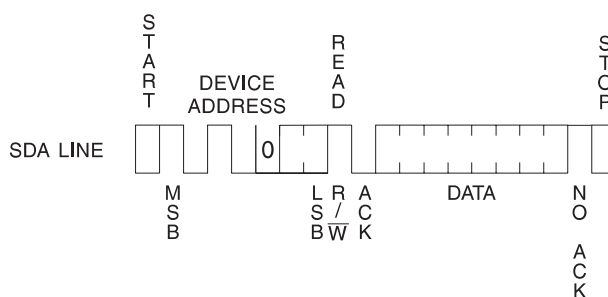 START
READ
STOP
DEVICE
ADDRESS
SDA LINE
0
MSB
LSB
R/W
ACK
DATA
NO ACK